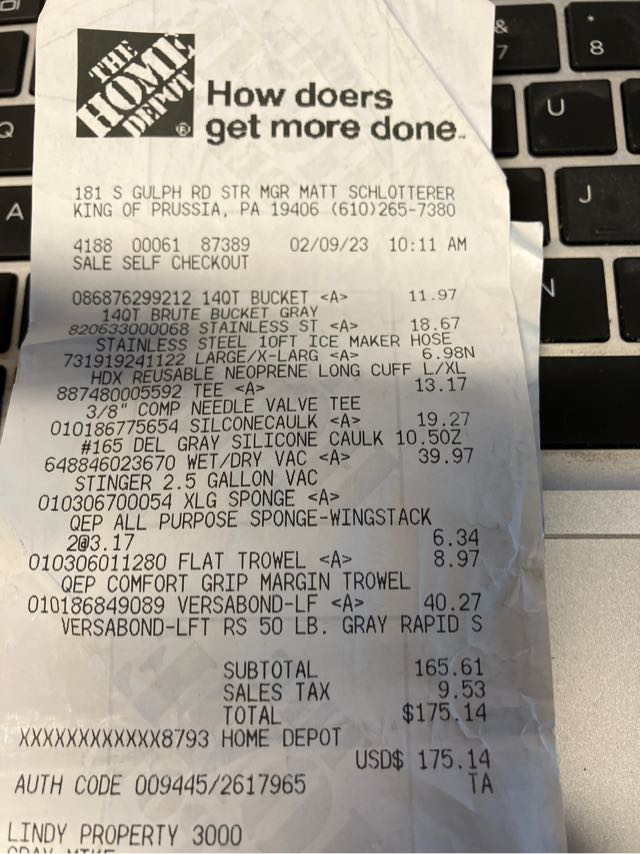 THE HOME DEPOT ®
How doers
get more done.™
181 S GULPH RD STR MGR MATT SCHLOTTERER
KING OF PRUSSIA, PA 19406 (610)265-7380
4188 00061 87389 02/09/23 10:11 AM
SALE SELF CHECKOUT
086876299212 140T BUCKET <A> 11.97
140T BRUTE BUCKET GRAY
820633000068 STAINLESS ST <A> 18.67
STAINLESS STEEL 10FT ICE MAKER HOSE
731919241122 LARGE/X-LARG <A> 6.98N
HDX REUSABLE NEOPRENE LONG CUFF L/XL
887480005592 TEE <A> 13.17
3/8" COMP NEEDLE VALVE TEE
010186775654 SILCONECAULK <A> 19.27
#165 DEL GRAY SILICONE CAULK 10.5OZ
648846023670 WET/DRY VAC <A> 39.97
STINGER 2.5 GALLON VAC
010306700054 XLG SPONGE <A>
QEP ALL PURPOSE SPONGE-WINGSTACK
2@3.17 6.34
010306011280 FLAT TROWEL <A> 8.97
QEP COMFORT GRIP MARGIN TROWEL
010186849089 VERSABOND-LF <A> 40.27
VERSABOND-LFT RS 50 LB. GRAY RAPID S
SUBTOTAL 165.61
SALES TAX 9.53
TOTAL $175.14
XXXXXXXXXXXX8793 HOME DEPOT
USD$ 175.14
AUTH CODE 009445/2617965 TA
LINDY PROPERTY 3000
&
7
*
8
Q
U
A
J
N